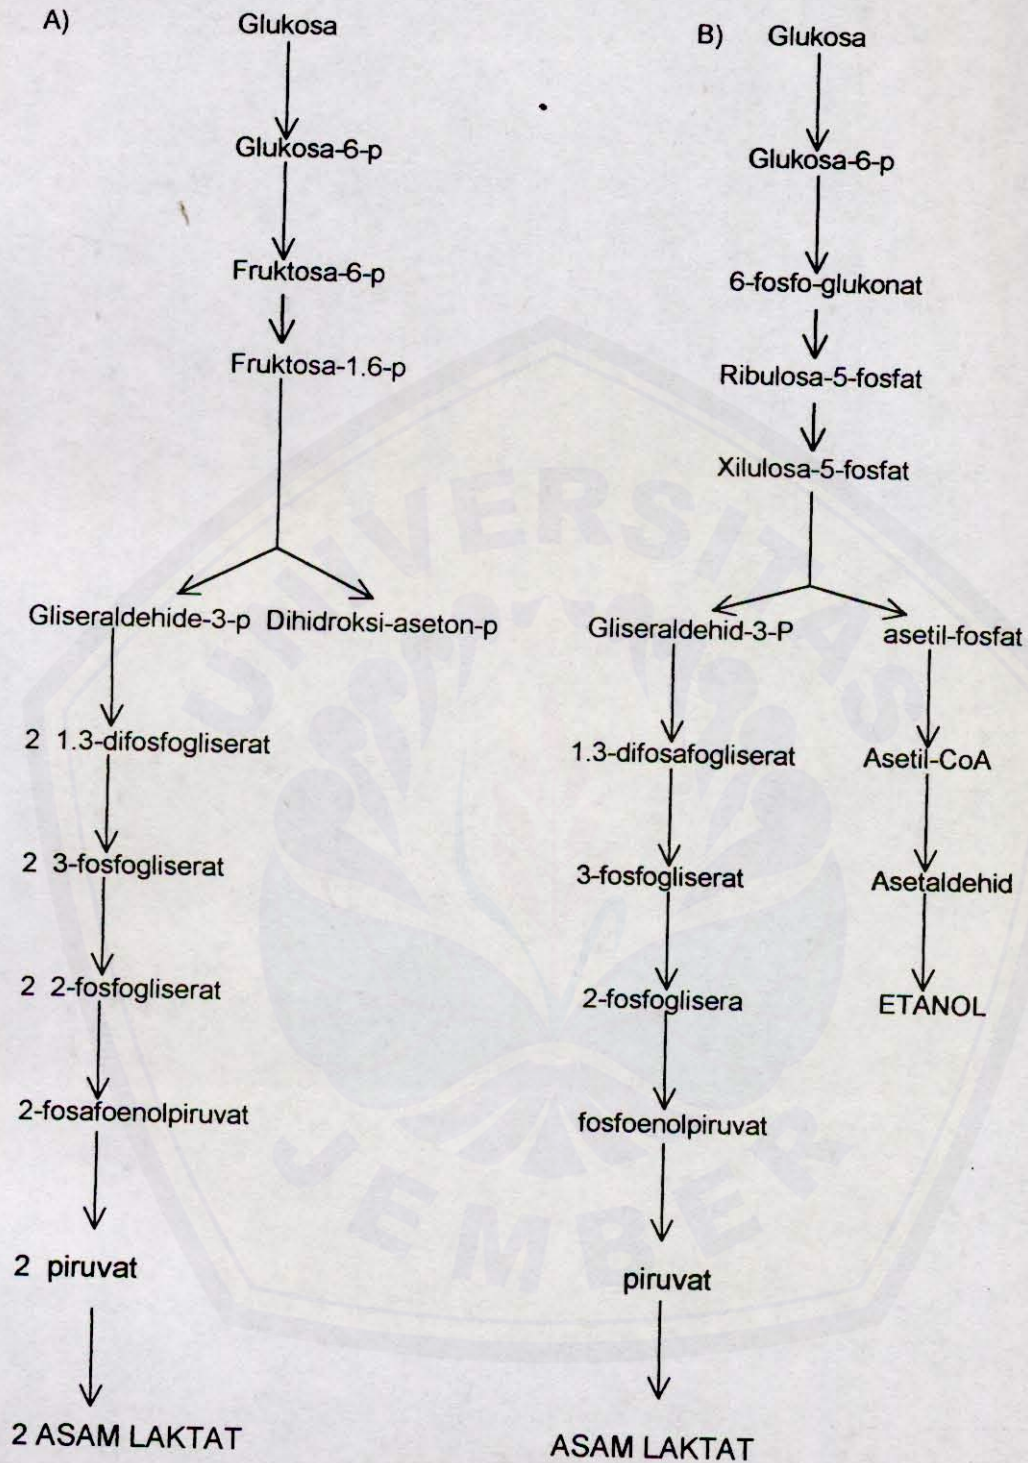 A)
Glukosa
Glukosa-6-p
Fruktosa-6-p
Fruktosa-1.6-p
Gliseraldehide-3-p Dihidroksi-aseton-p
2 1.3-difosfogliserat
2 3-fosfogliserat
2 2-fosfogliserat
2-fosafoenolpiruvat
2 piruvat
2 ASAM LAKTAT
B) Glukosa
Glukosa-6-p
6-fosfo-glukonat
Ribulosa-5-fosfat
Xilulosa-5-fosfat
Gliseraldehid-3-P asetil-fosfat
1.3-difosafogliserat Asetil-CoA
3-fosfogliserat Asetaldehid
2-fosfoglisera ETANOL
fosfoenolpiruvat
piruvat
ASAM LAKTAT
UNIVERSITAS
JEMBER